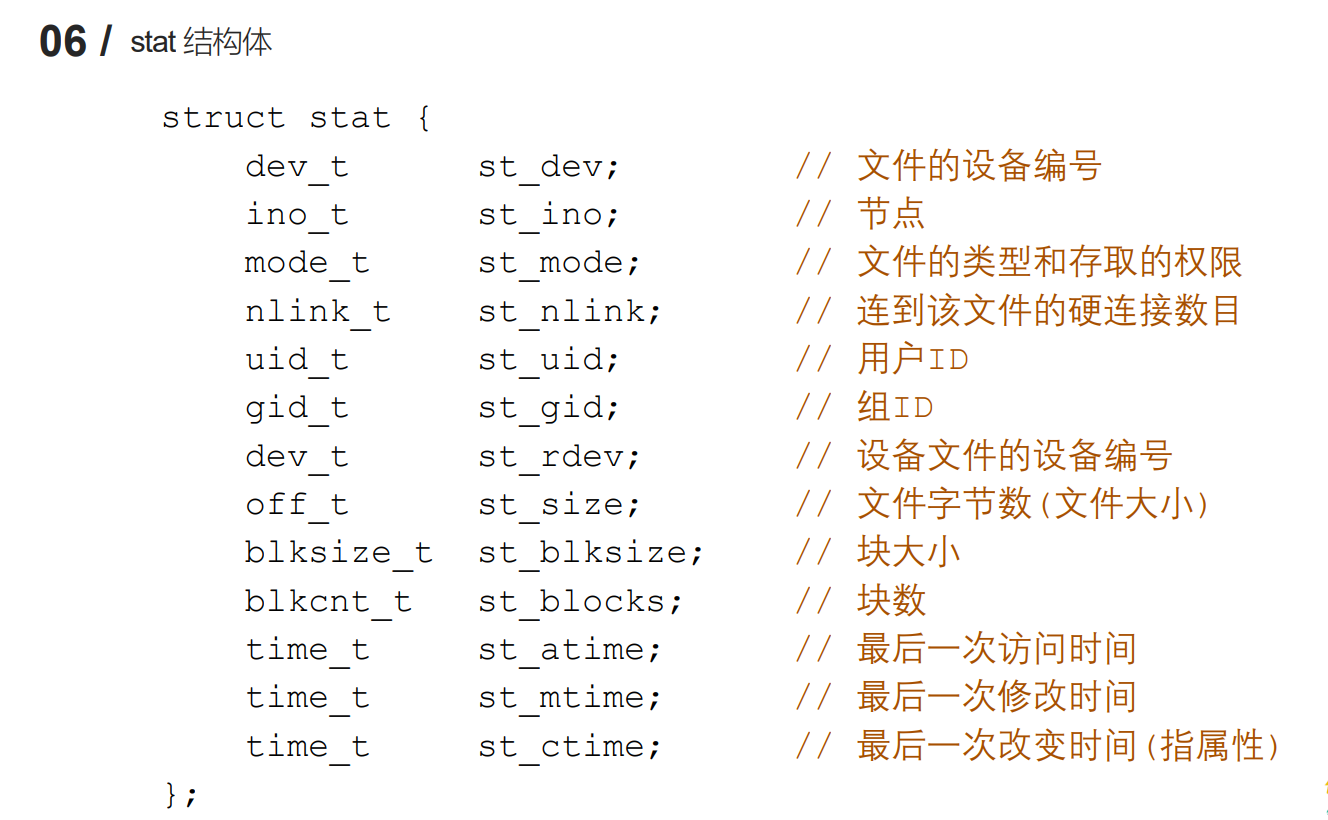 06 / stat 结构体
struct stat {
dev_t st_dev; // 文件的设备编号
ino_t st_ino; // 节点
mode_t st_mode; // 文件的类型和存取的权限
nlink_t st_nlink; // 连到该文件的硬连接数目
uid_t st_uid; // 用户ID
gid_t st_gid; // 组ID
dev_t st_rdev; // 设备文件的设备编号
off_t st_size; // 文件字节数(文件大小)
blksize_t st_blksize; // 块大小
blkcnt_t st_blocks; // 块数
time_t st_atime; // 最后一次访问时间
time_t st_mtime; // 最后一次修改时间
time_t st_ctime; // 最后一次改变时间(指属性)
};